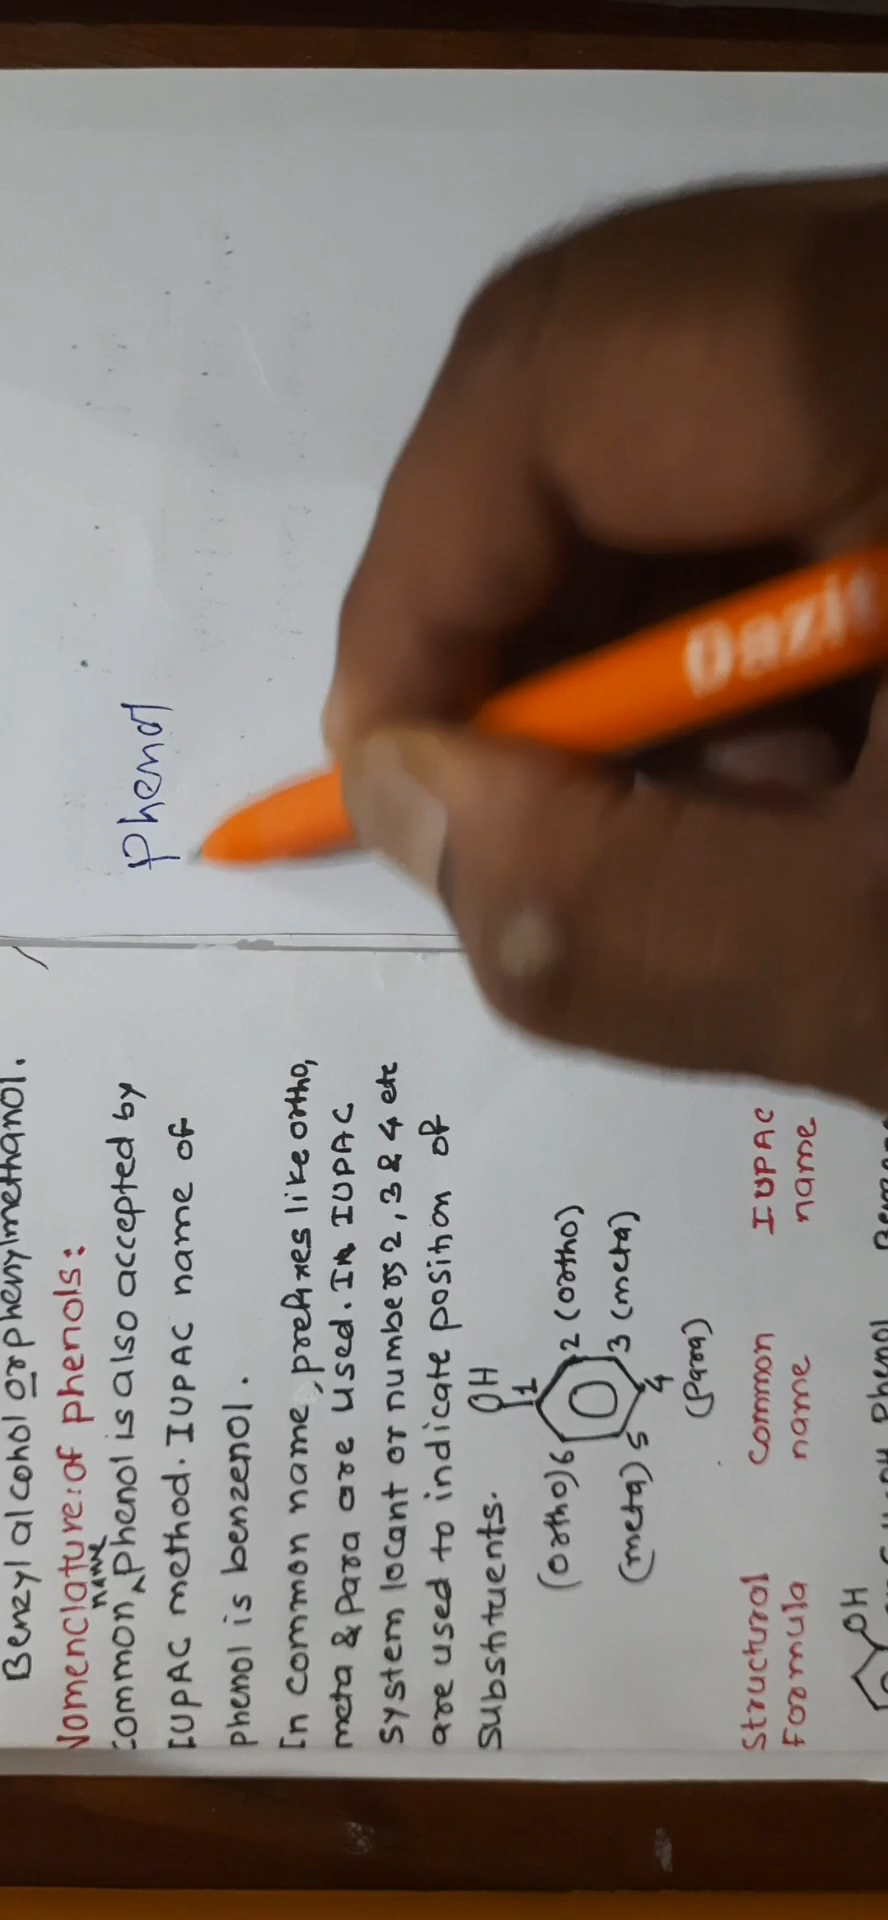 Benzyl alcohol or phenylmethanol.
Nomenclature: of phenols:
common name Phenol is also accepted by
IUPAC method. IUPAC name of
phenol is benzenol.
In common name, prefixes like ortho,
meta & Para are used. In IUPAC
system locant or numbers 2, 3 & 4 etc
are used to indicate position of
Substituents.
OH
1
(ortho) 6
2 (ortho)
(meta) 5
3 (meta)
4
(Para)
Structural common IUPAC
formula name name
OH
Phenol
Phenol
Dazit